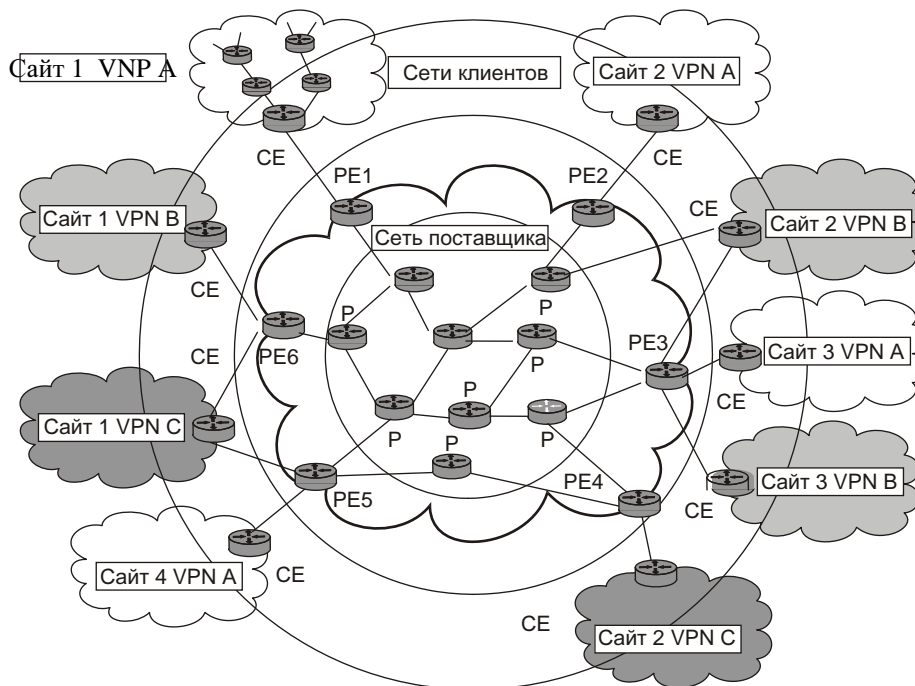 Сайт 1 VNP A
Сети клиентов
Сайт 2 VPN A
CE
CE
PE1
PE2
CE
Сайт 1 VPN B
Сайт 2 VPN B
Сеть поставщика
CE
P
P
CE
PE6
PE3
P
Сайт 3 VPN A
CE
Сайт 1 VPN C
P
P
P
PE4
Сайт 3 VPN B
PE5
CE
CE
Сайт 4 VPN A
CE
Сайт 2 VPN C